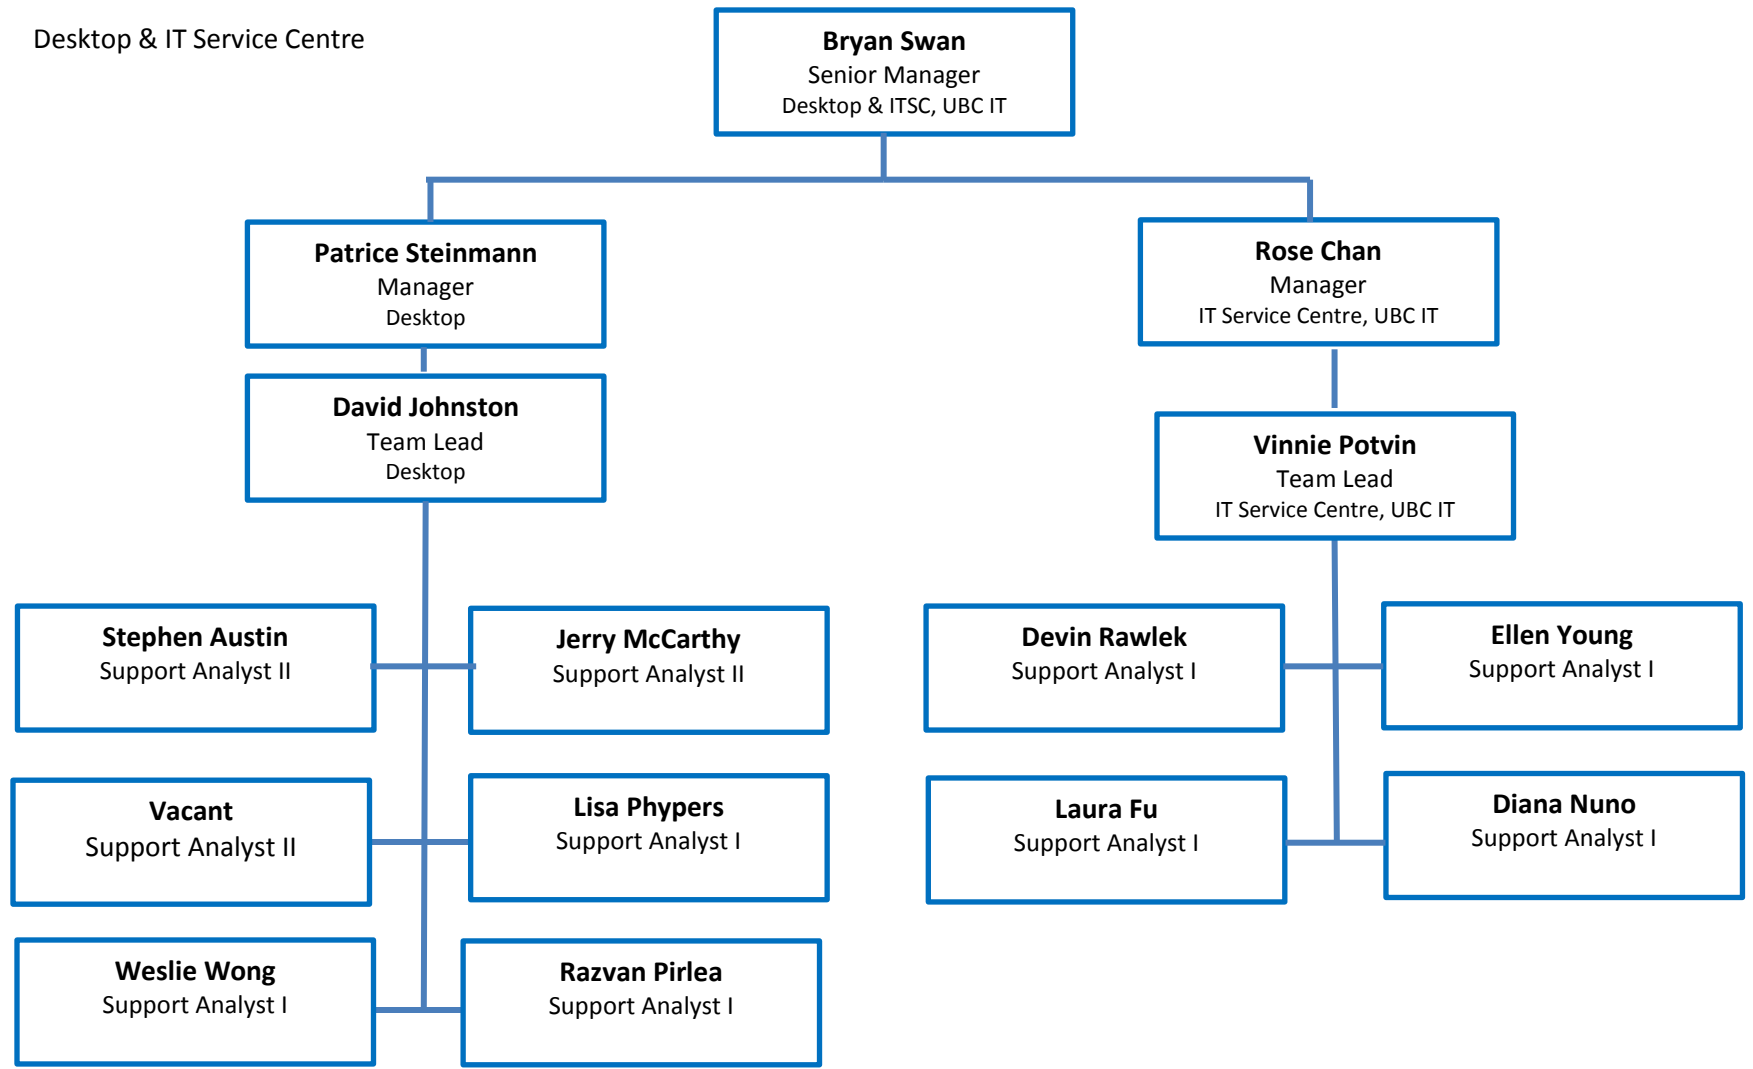 Desktop & IT Service Centre
Bryan Swan
Senior Manager
Desktop & ITSC, UBC IT
Patrice Steinmann
Manager
Desktop
Rose Chan
Manager
IT Service Centre, UBC IT
David Johnston
Team Lead
Desktop
Vinnie Potvin
Team Lead
IT Service Centre, UBC IT
Stephen Austin
Support Analyst II
Jerry McCarthy
Support Analyst II
Devin Rawlek
Support Analyst I
Ellen Young
Support Analyst I
Vacant
Support Analyst II
Lisa Phypers
Support Analyst I
Laura Fu
Support Analyst I
Diana Nuno
Support Analyst I
Weslie Wong
Support Analyst I
Razvan Pirlea
Support Analyst I